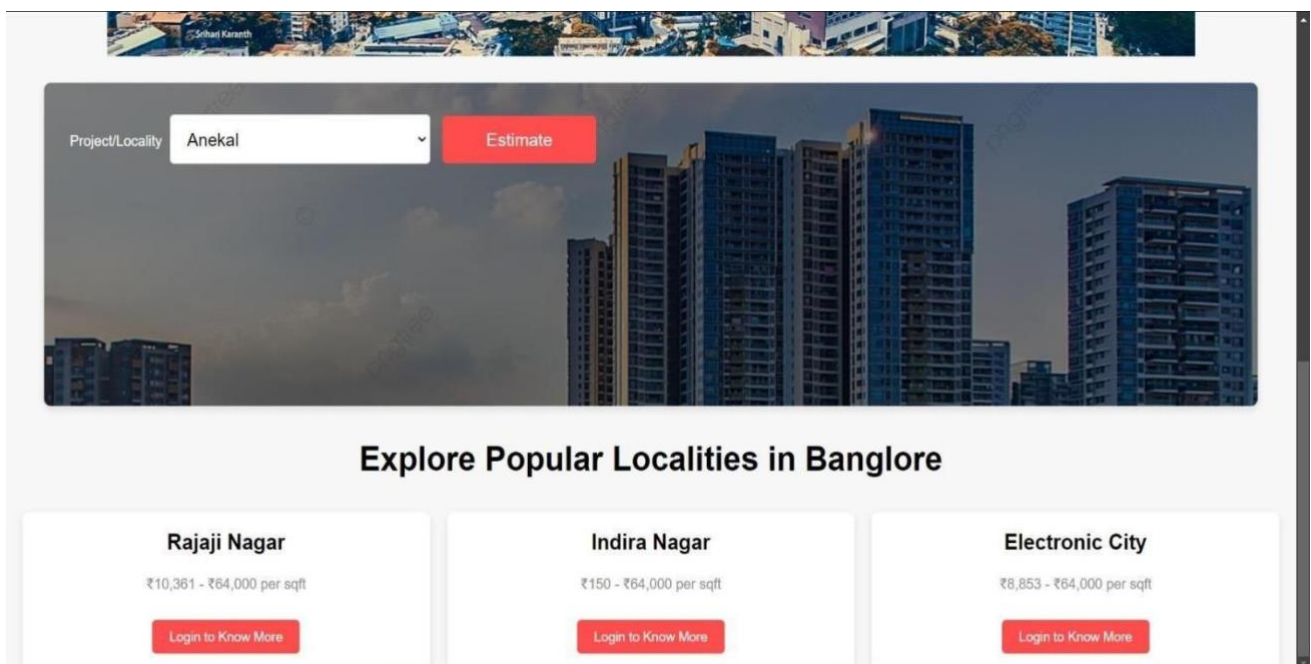 Srihari Karanth
Project/Locality Anekal Estimate
Explore Popular Localities in Banglore
Rajaji Nagar Indira Nagar Electronic City
₹10,361 - ₹64,000 per sqft ₹150 - ₹64,000 per sqft ₹8,853 - ₹64,000 per sqft
Login to Know More Login to Know More Login to Know More